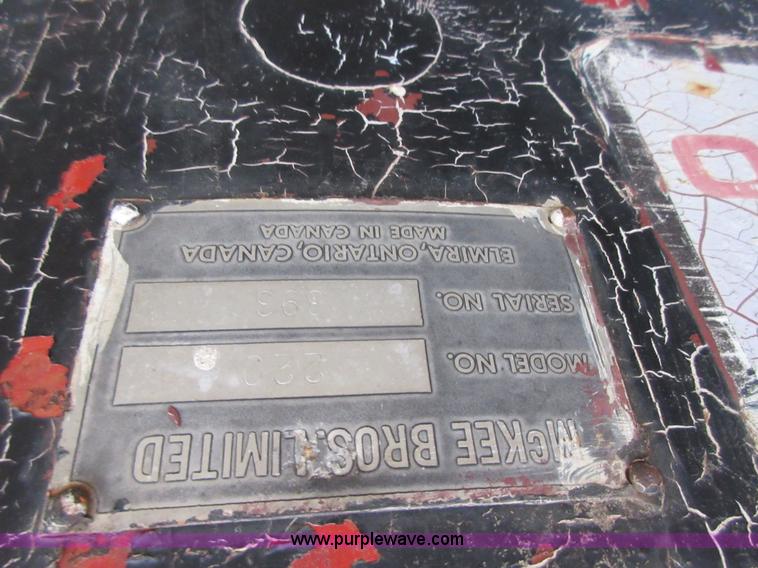 McKEE BROS. LIMITED
MODEL NO.
SERIAL NO.
ELMIRA, ONTARIO, CANADA
MADE IN CANADA
www.purplewave.com